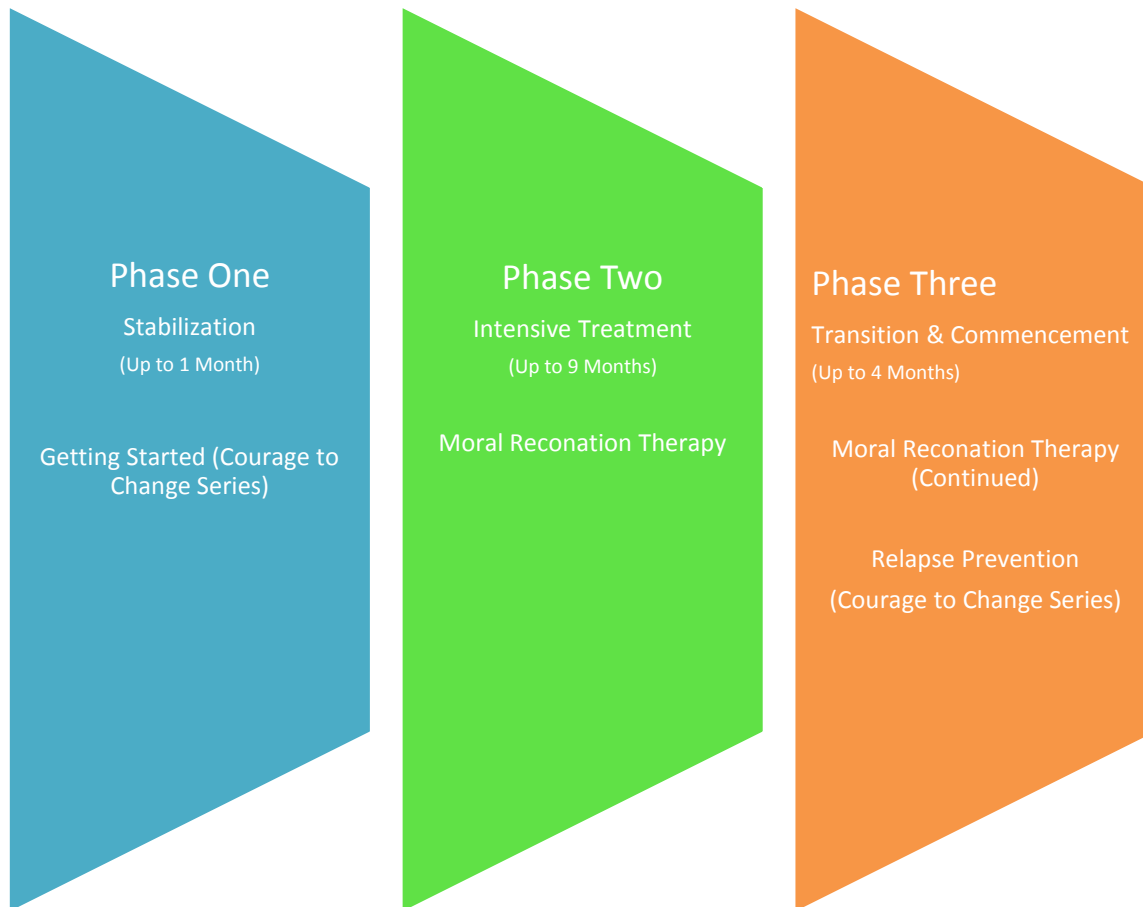 Phase One
Stabilization
(Up to 1 Month)
Getting Started (Courage to
Change Series)
Phase Two
Intensive Treatment
(Up to 9 Months)
Moral Reconation Therapy
Phase Three
Transition & Commencement
(Up to 4 Months)
Moral Reconation Therapy
(Continued)
Relapse Prevention
(Courage to Change Series)